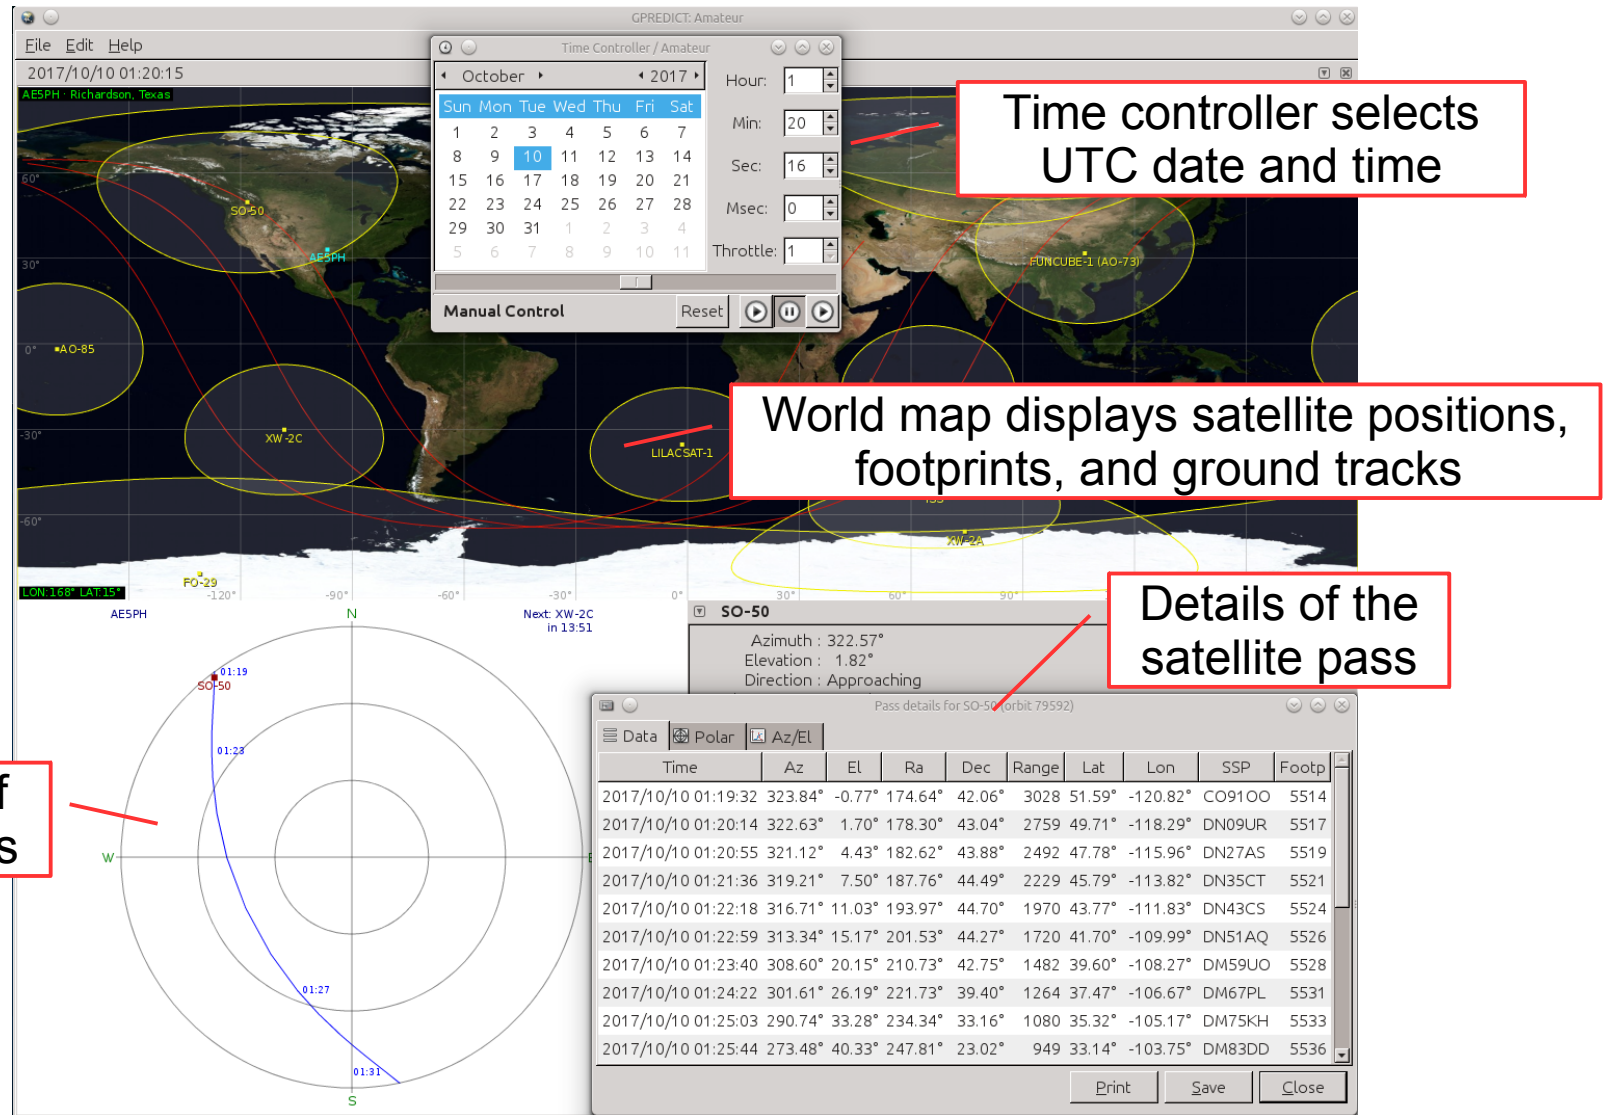 GPREDICT: Amateur
File Edit Help
2017/10/10 01:20:15
AE5PH · Richardson, Texas
Time Controller / Amateur
October 2017
Sun Mon Tue Wed Thu Fri Sat
1 2 3 4 5 6 7
8 9 10 11 12 13 14
15 16 17 18 19 20 21
22 23 24 25 26 27 28
29 30 31 1 2 3 4
5 6 7 8 9 10 11
Hour: 1
Min: 20
Sec: 16
Msec: 0
Throttle: 1
Manual Control Reset
Time controller selects
UTC date and time
60°
30°
0°
-30°
-60°
SO-50
AE5PH
FUNCUBE-1 (AO-73)
AO-85
XW-2C
LILACSAT-1
World map displays satellite positions,
footprints, and ground tracks
XW-2A
FO-29
LON:168° LAT:15°
-120° -90° -60° -30° 0° 30° 60° 90°
Details of the
satellite pass
AE5PH
Next: XW-2C
in 13:51
N
W
S
01:19
SO-50
01:23
01:27
01:31
SO-50
Azimuth : 322.57°
Elevation : 1.82°
Direction : Approaching
Pass details for SO-50 (orbit 79592)
Data Polar Az/El
Time Az El Ra Dec Range Lat Lon SSP Footp
2017/10/10 01:19:32 323.84° -0.77° 174.64° 42.06° 3028 51.59° -120.82° CO91OO 5514
2017/10/10 01:20:14 322.63° 1.70° 178.30° 43.04° 2759 49.71° -118.29° DN09UR 5517
2017/10/10 01:20:55 321.12° 4.43° 182.62° 43.88° 2492 47.78° -115.96° DN27AS 5519
2017/10/10 01:21:36 319.21° 7.50° 187.76° 44.49° 2229 45.79° -113.82° DN35CT 5521
2017/10/10 01:22:18 316.71° 11.03° 193.97° 44.70° 1970 43.77° -111.83° DN43CS 5524
2017/10/10 01:22:59 313.34° 15.17° 201.53° 44.27° 1720 41.70° -109.99° DN51AQ 5526
2017/10/10 01:23:40 308.60° 20.15° 210.73° 42.75° 1482 39.60° -108.27° DM59UO 5528
2017/10/10 01:24:22 301.61° 26.19° 221.73° 39.40° 1264 37.47° -106.67° DM67PL 5531
2017/10/10 01:25:03 290.74° 33.28° 234.34° 33.16° 1080 35.32° -105.17° DM75KH 5533
2017/10/10 01:25:44 273.48° 40.33° 247.81° 23.02° 949 33.14° -103.75° DM83DD 5536
Print Save Close